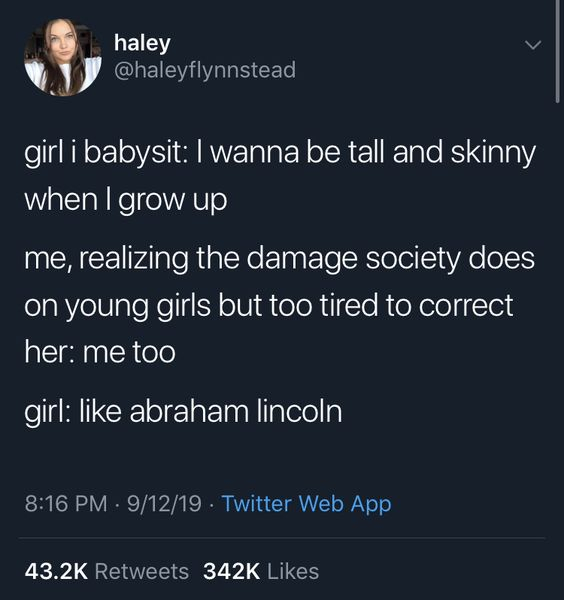 haley
@haleyflynnstead
girl i babysit: I wanna be tall and skinny
when I grow up
me, realizing the damage society does
on young girls but too tired to correct
her: me too
girl: like abraham lincoln
8:16 PM · 9/12/19 · Twitter Web App
43.2K Retweets 342K Likes